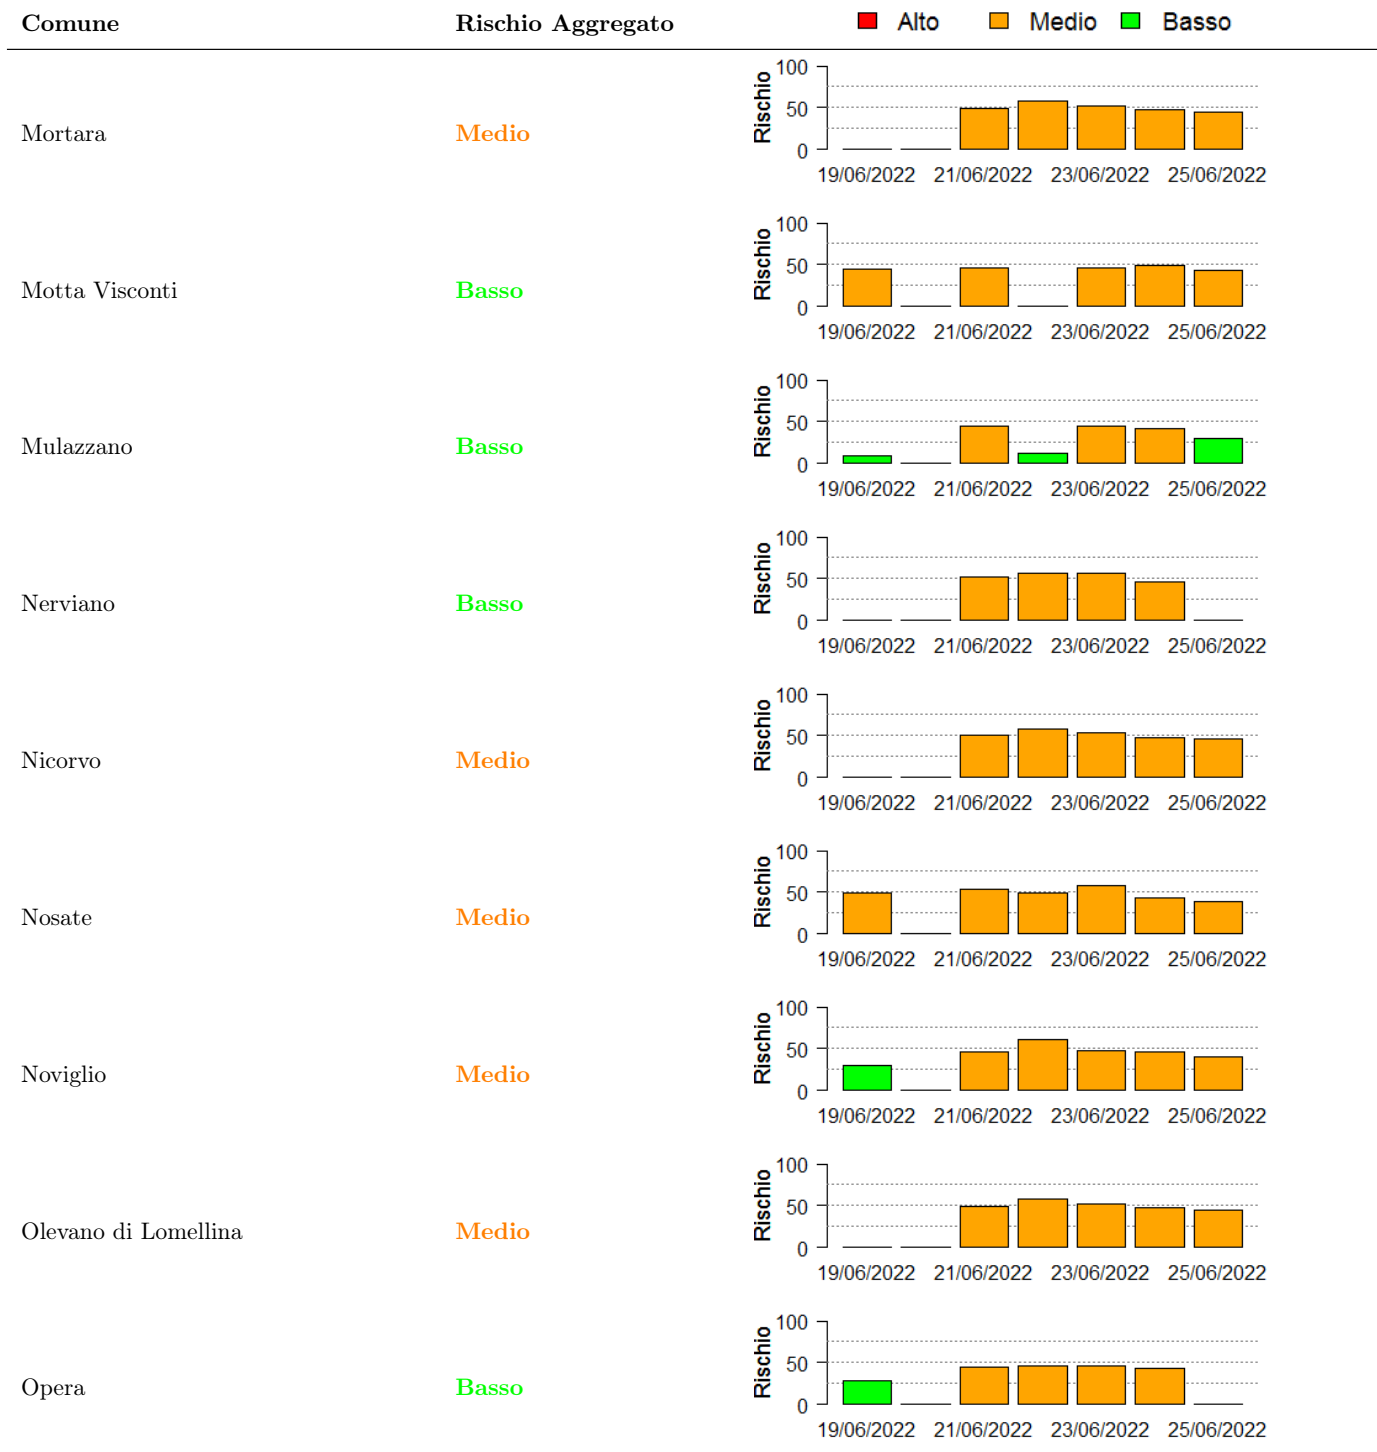 Comune Rischio Aggregato Alto Medio Basso
100
50
0
Rischio
Mortara Medio
19/06/2022 21/06/2022 23/06/2022 25/06/2022
100
50
0
Rischio
Motta Visconti Basso
19/06/2022 21/06/2022 23/06/2022 25/06/2022
100
50
0
Rischio
Mulazzano Basso
19/06/2022 21/06/2022 23/06/2022 25/06/2022
100
50
0
Rischio
Nerviano Basso
19/06/2022 21/06/2022 23/06/2022 25/06/2022
100
50
0
Rischio
Nicorvo Medio
19/06/2022 21/06/2022 23/06/2022 25/06/2022
100
50
0
Rischio
Nosate Medio
19/06/2022 21/06/2022 23/06/2022 25/06/2022
100
50
0
Rischio
Noviglio Medio
19/06/2022 21/06/2022 23/06/2022 25/06/2022
100
50
0
Rischio
Olevano di Lomellina Medio
19/06/2022 21/06/2022 23/06/2022 25/06/2022
100
50
0
Rischio
Opera Basso
19/06/2022 21/06/2022 23/06/2022 25/06/2022